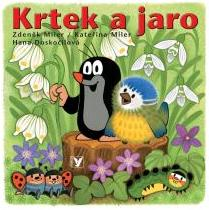 Krtek a jaro
Zdeněk Miler / Kateřina Miler
Hana Doskočilová